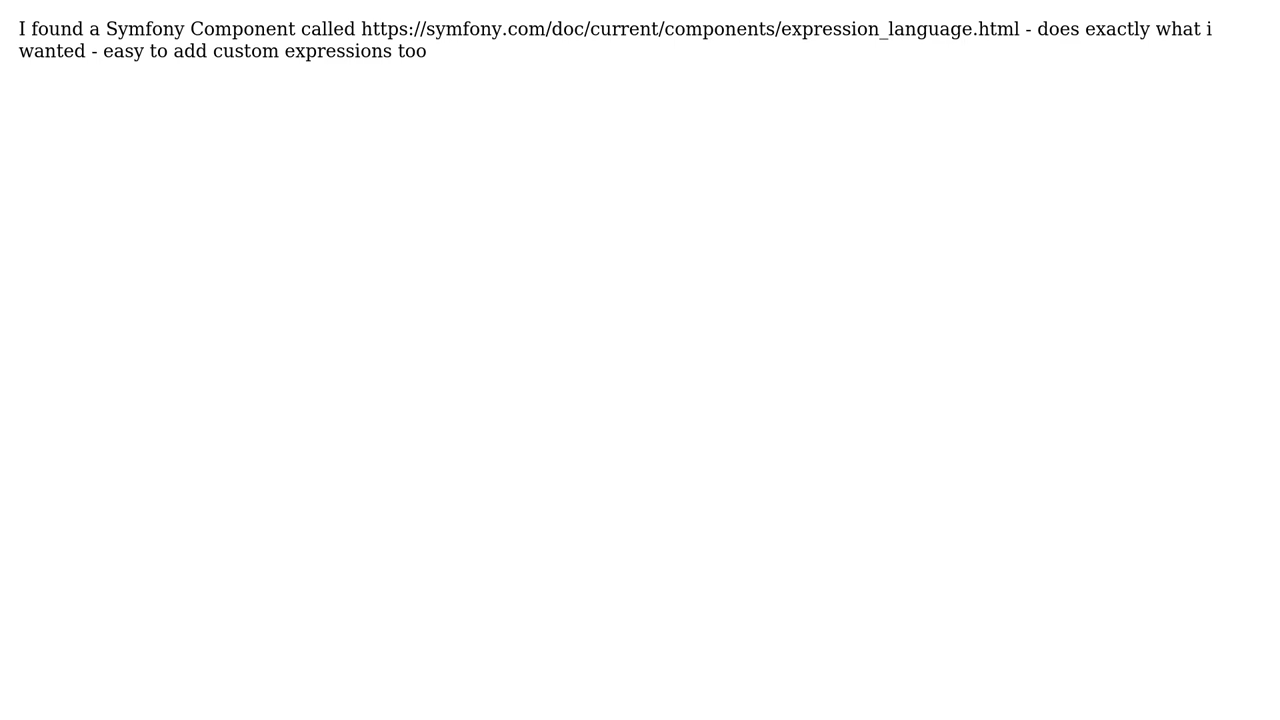 I found a Symfony Component called https://symfony.com/doc/current/components/expression_language.html - does exactly what i
wanted - easy to add custom expressions too